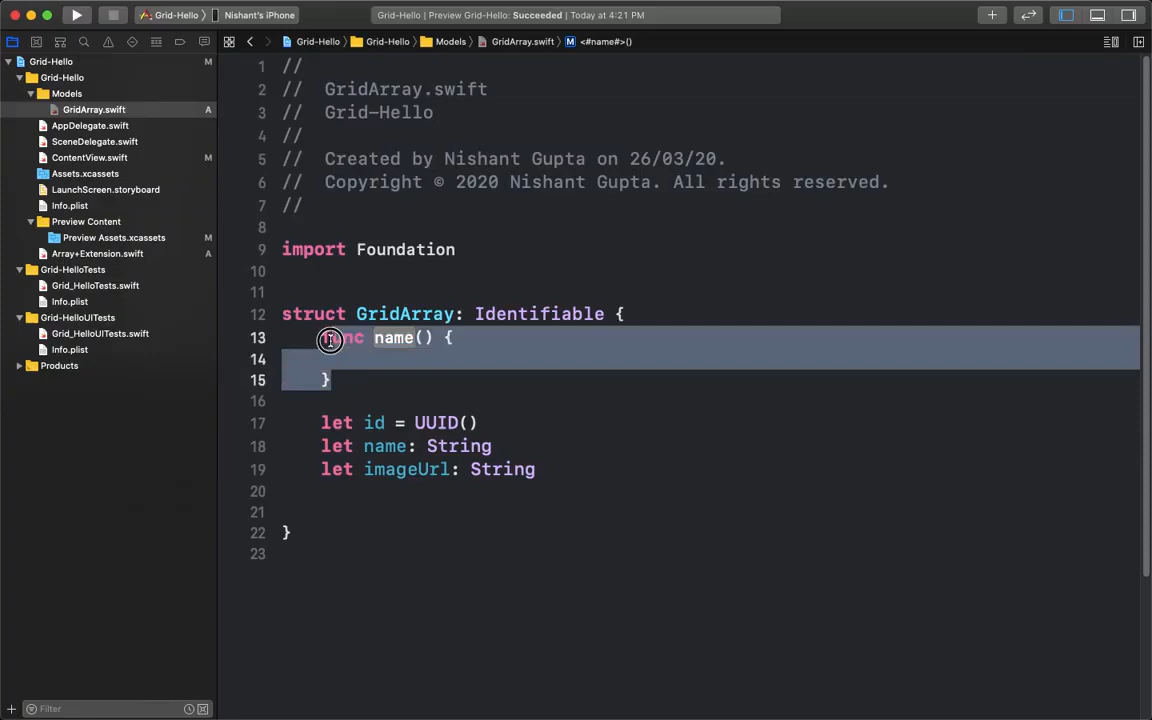 Grid-Hello
Nishant's iPhone
Grid-Hello | Preview Grid-Hello: Succeeded | Today at 4:21 PM
Grid-Hello
Grid-Hello
Models
GridArray.swift
M
<#name#>()
Grid-Hello
M
Grid-Hello
Models
GridArray.swift
A
AppDelegate.swift
SceneDelegate.swift
ContentView.swift
M
Assets.xcassets
LaunchScreen.storyboard
Info.plist
Preview Content
Preview Assets.xcassets
M
Array+Extension.swift
A
Grid-HelloTests
Grid_HelloTests.swift
Info.plist
Grid-HelloUITests
Grid_HelloUITests.swift
Info.plist
Products
Filter
1 //
2 // GridArray.swift
3 // Grid-Hello
4 //
5 // Created by Nishant Gupta on 26/03/20.
6 // Copyright © 2020 Nishant Gupta. All rights reserved.
7 //
8
9 import Foundation
10
11
12 struct GridArray: Identifiable {
13 func name() {
14
15 }
16
17 let id = UUID()
18 let name: String
19 let imageUrl: String
20
21
22 }
23